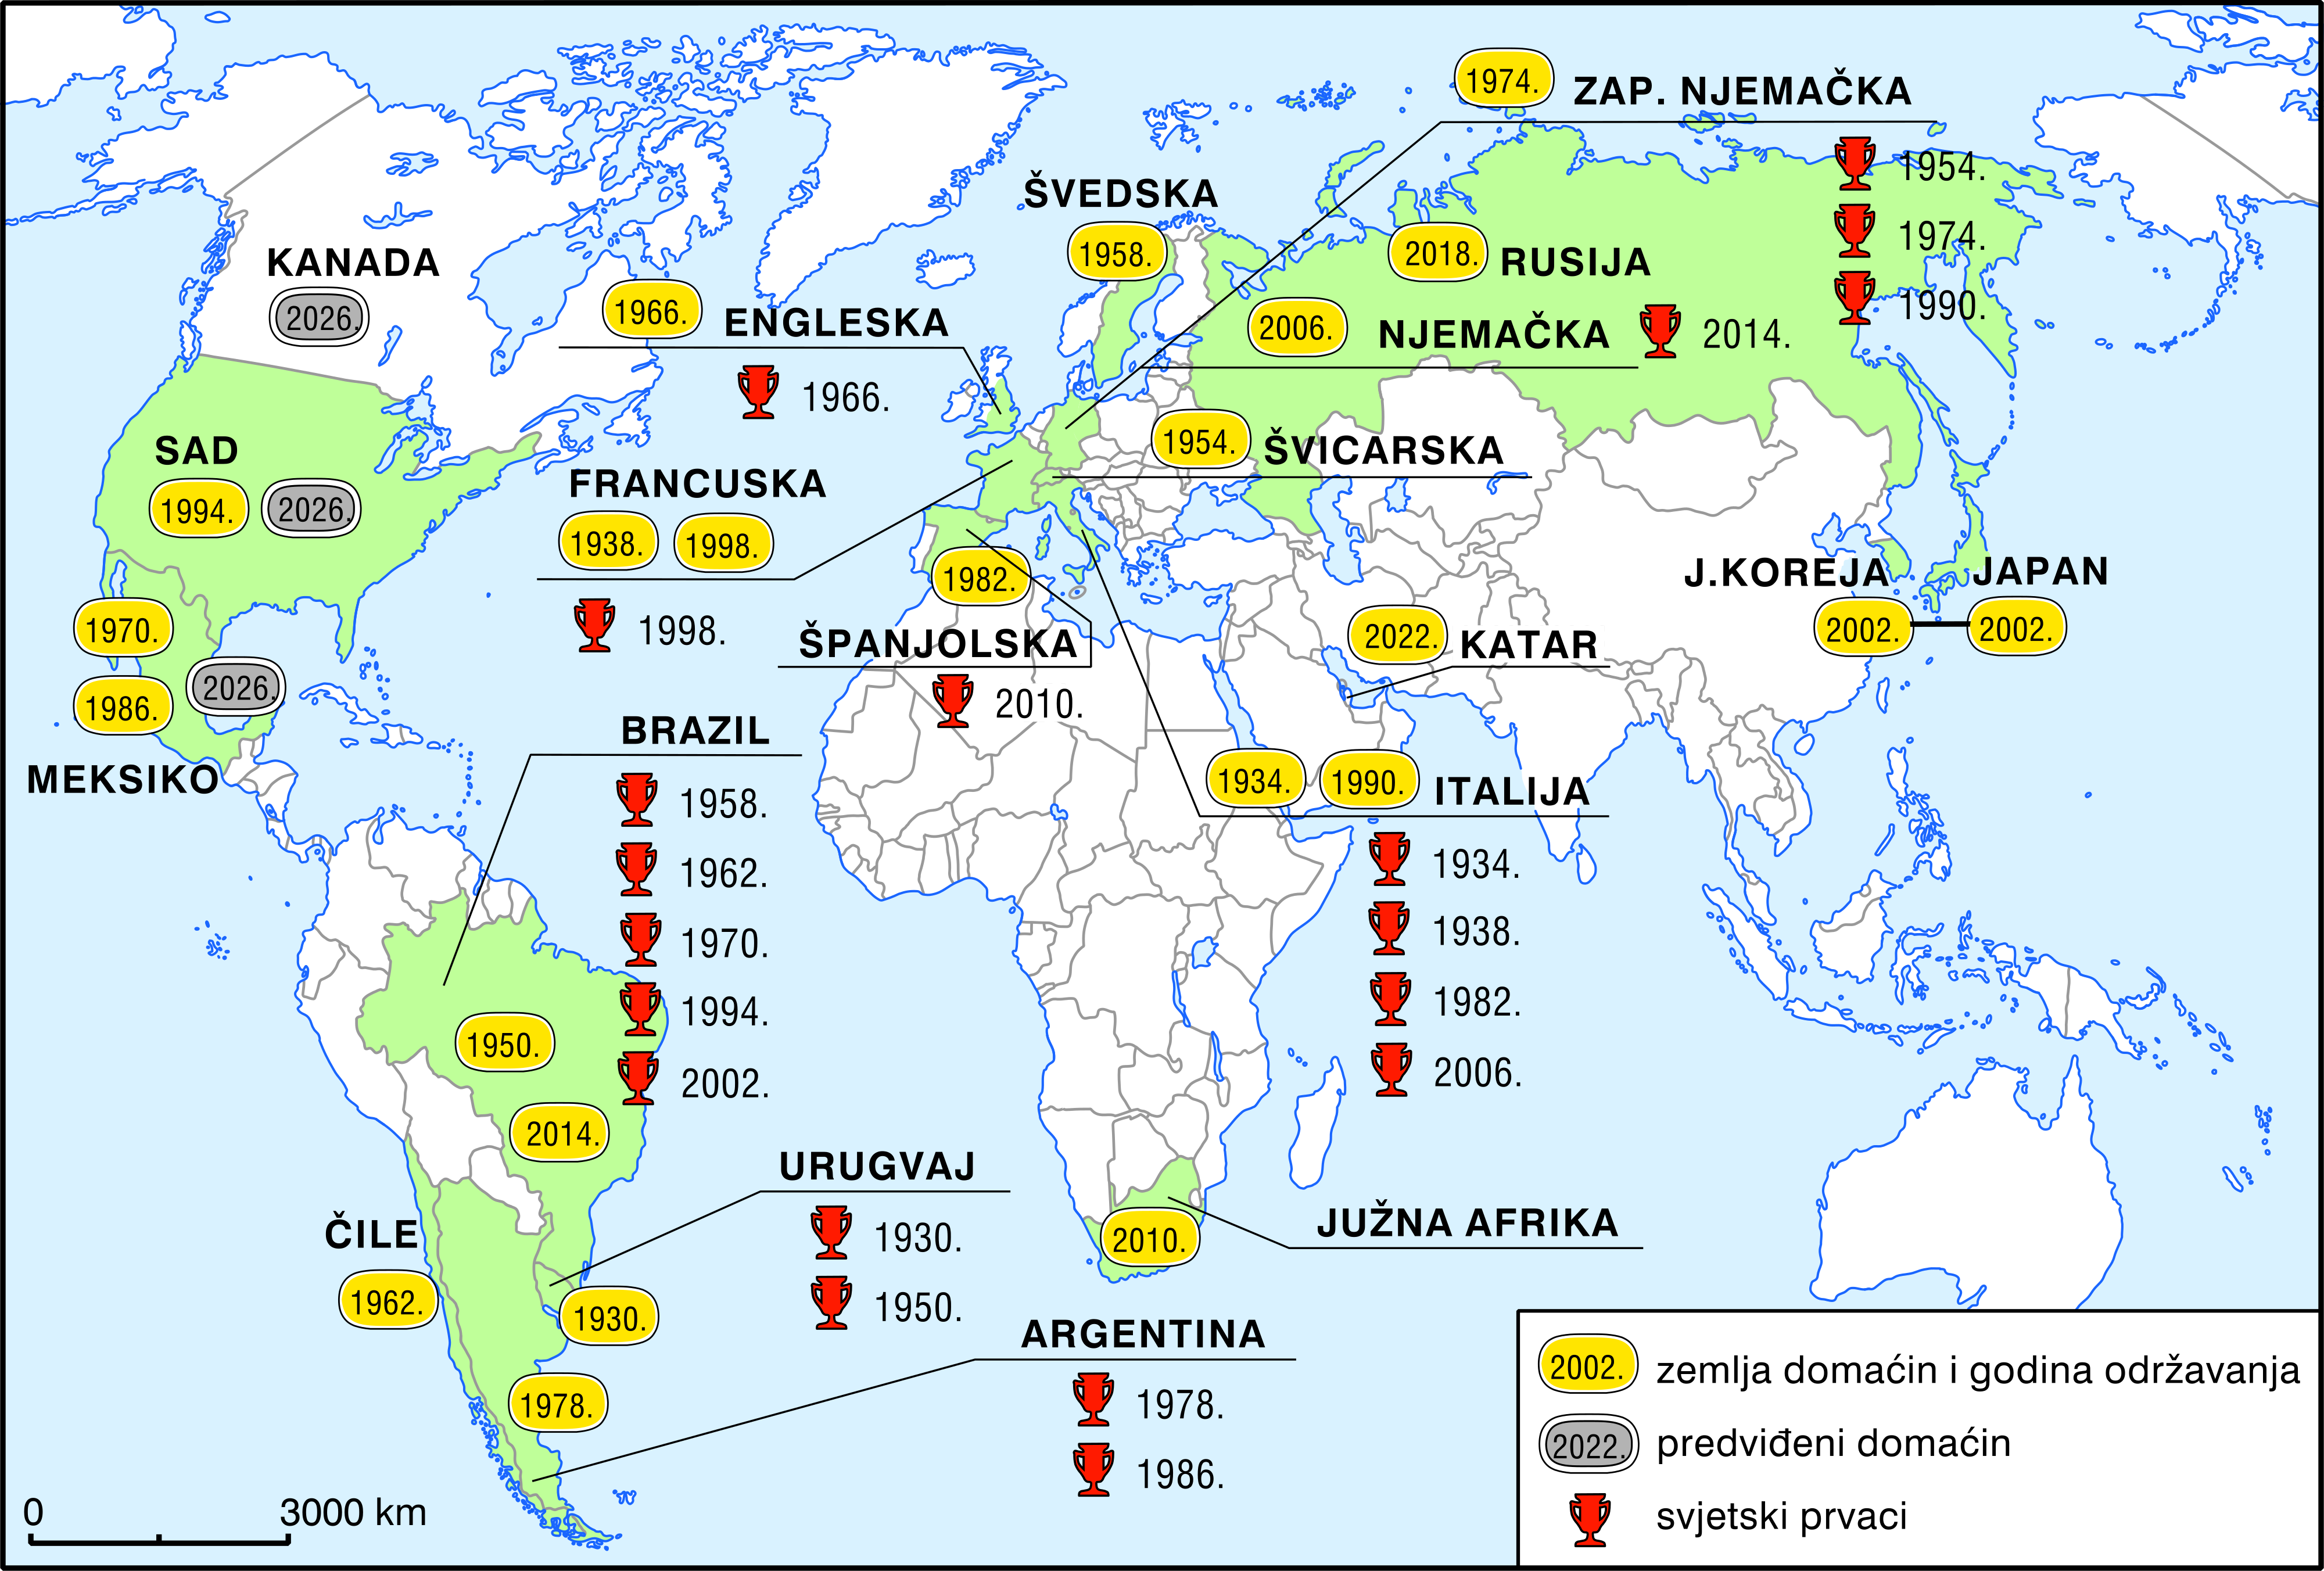 1974. ZAP. NJEMAČKA
1954.
1974.
1990.
ŠVEDSKA
1958.
2018. RUSIJA
KANADA
2026.
1966. ENGLESKA
1966.
2006. NJEMAČKA 2014.
SAD
1994. 2026.
1954. ŠVICARSKA
FRANCUSKA
1938. 1998.
1998.
1982.
ŠPANJOLSKA
2010.
J.KOREJA JAPAN
2002. 2002.
2022. KATAR
1970.
2026.
1986.
MEKSIKO
BRAZIL
1958.
1962.
1970.
1994.
2002.
1950.
2014.
1934. 1990. ITALIJA
1934.
1938.
1982.
2006.
URUGVAJ
1930.
1950.
1930.
ČILE
1962.
JUŽNA AFRIKA
2010.
ARGENTINA
1978.
1986.
1978.
0 3000 km
2002. zemlja domaćin i godina održavanja
2022. predviđeni domaćin
svjetski prvaci